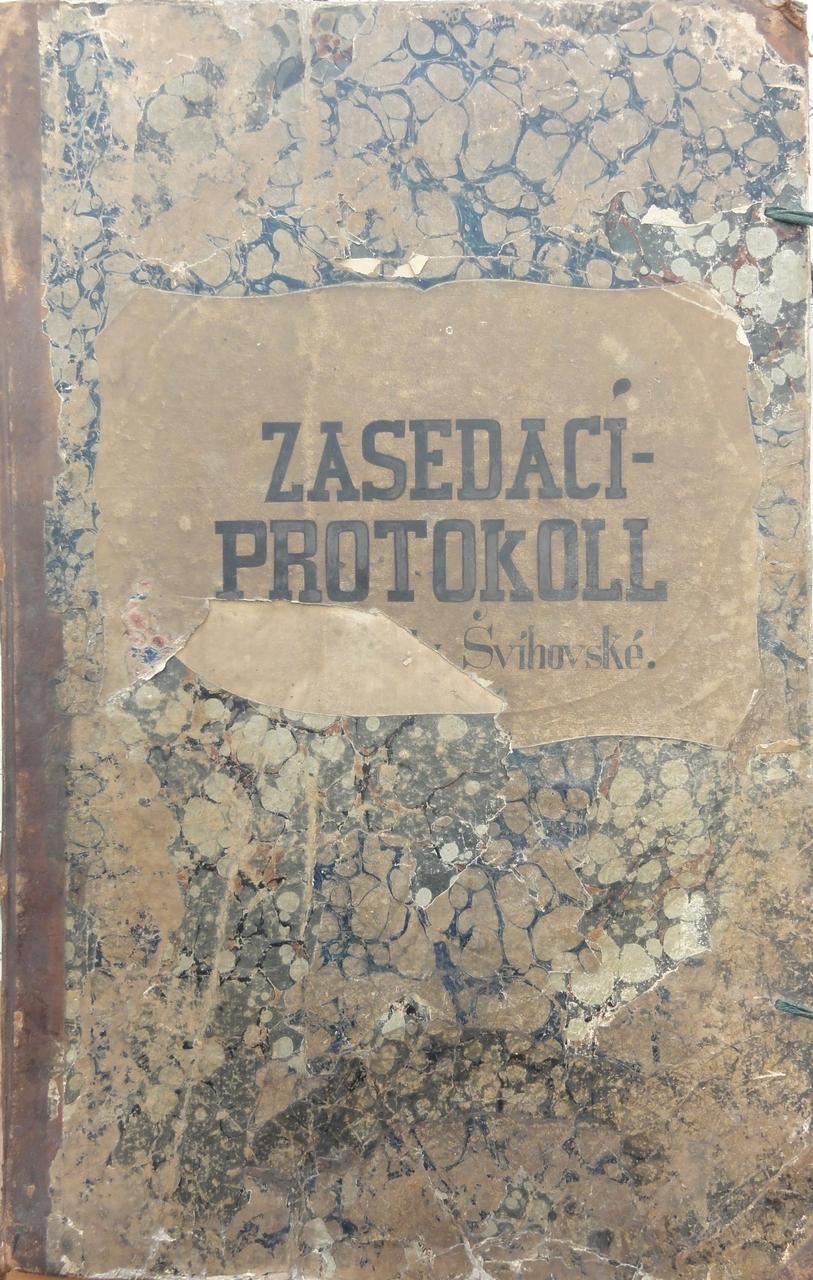 ZASEDACÍ-
PROTOKOLL
Švihovské.